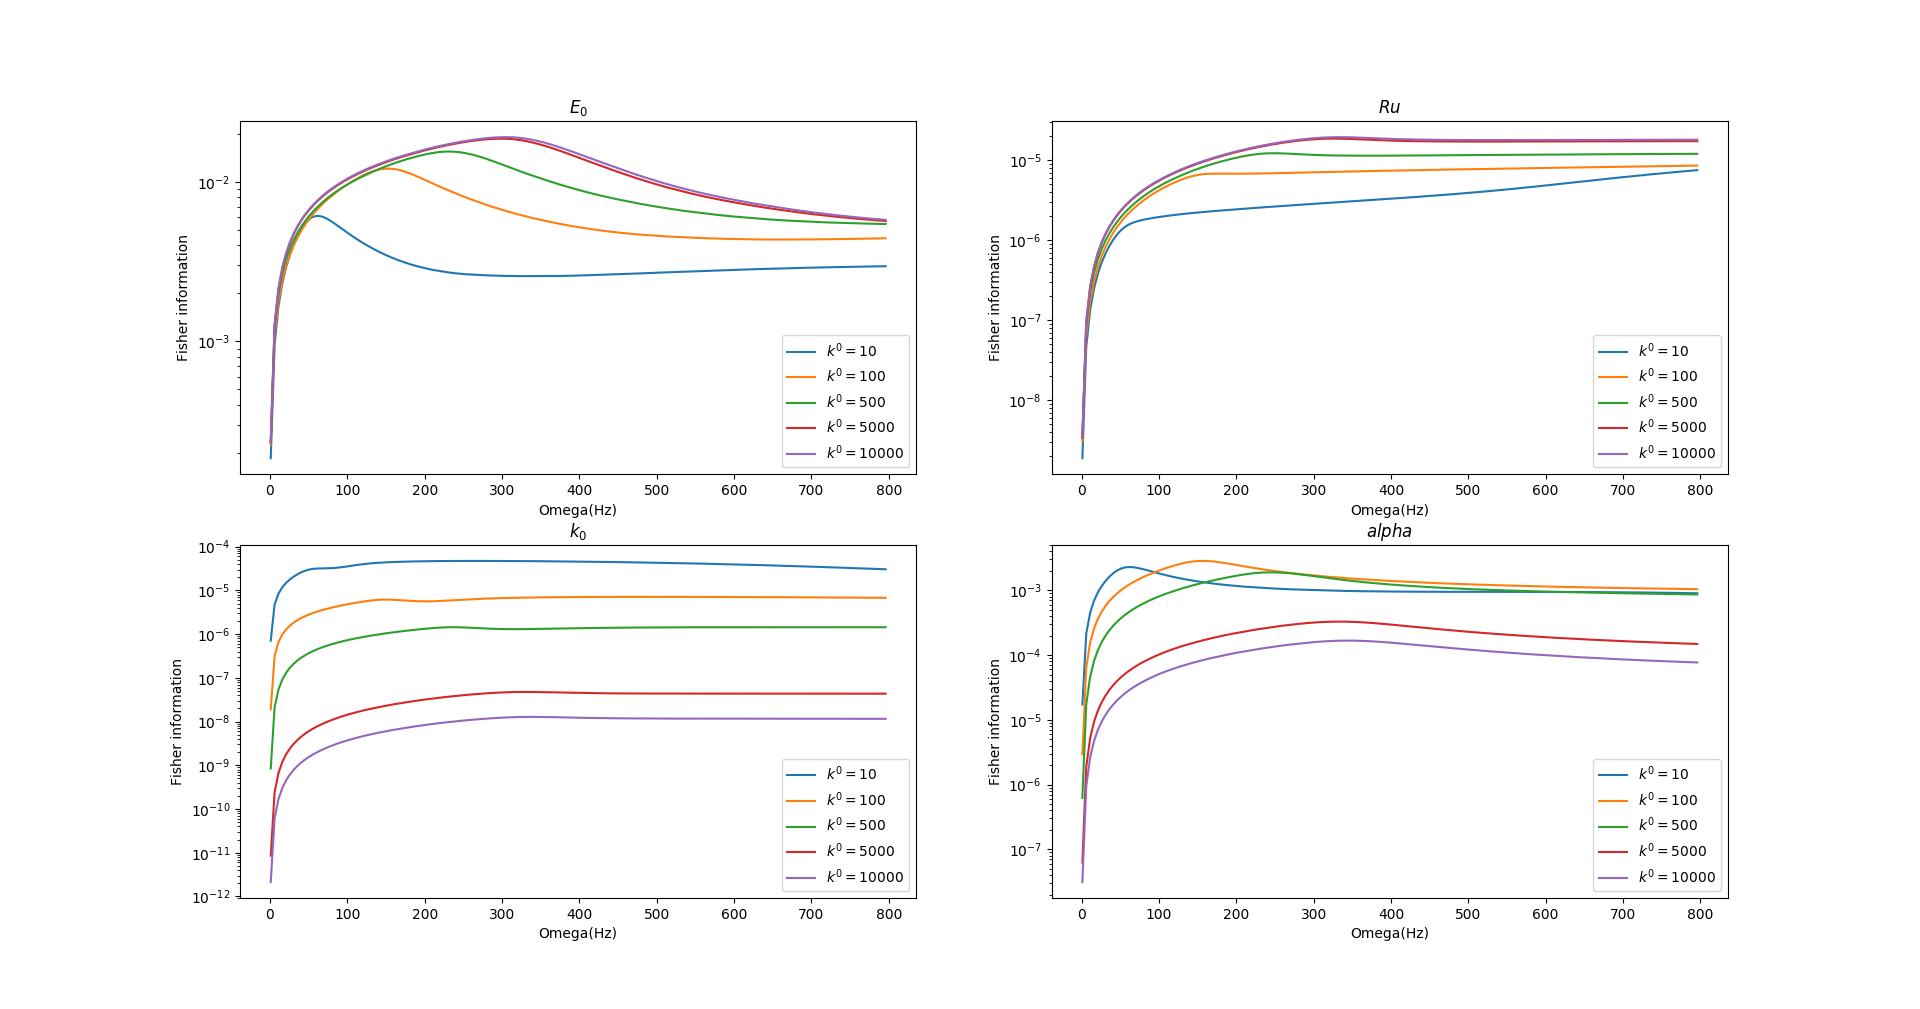 E₀
Fisher information
10⁻²
10⁻³
k⁰ = 10
k⁰ = 100
k⁰ = 500
k⁰ = 5000
k⁰ = 10000
0 100 200 300 400 500 600 700 800
Omega(Hz)
Ru
Fisher information
10⁻⁵
10⁻⁶
10⁻⁷
10⁻⁸
k⁰ = 10
k⁰ = 100
k⁰ = 500
k⁰ = 5000
k⁰ = 10000
0 100 200 300 400 500 600 700 800
Omega(Hz)
k₀
Fisher information
10⁻⁴
10⁻⁵
10⁻⁶
10⁻⁷
10⁻⁸
10⁻⁹
10⁻¹⁰
10⁻¹¹
10⁻¹²
k⁰ = 10
k⁰ = 100
k⁰ = 500
k⁰ = 5000
k⁰ = 10000
0 100 200 300 400 500 600 700 800
Omega(Hz)
alpha
Fisher information
10⁻³
10⁻⁴
10⁻⁵
10⁻⁶
10⁻⁷
k⁰ = 10
k⁰ = 100
k⁰ = 500
k⁰ = 5000
k⁰ = 10000
0 100 200 300 400 500 600 700 800
Omega(Hz)